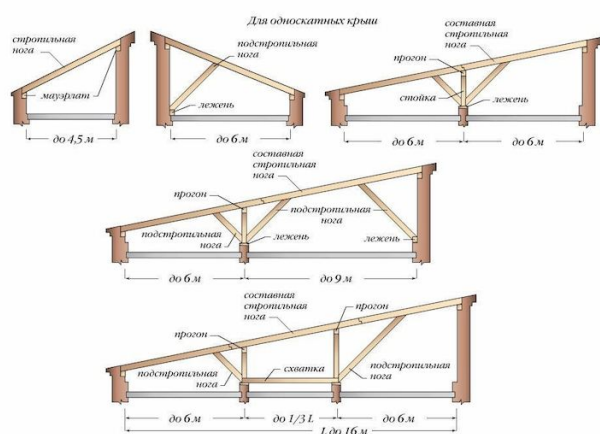 Для односкатных крыш
стропильная
нога
мауэрлат
до 4,5 м
подстропильная
нога
лежень
до 6 м
составная
стропильная
нога
прогон
стойка
лежень
до 6 м
до 6 м
составная
стропильная
нога
прогон
подстропильная
нога
подстропильная
нога
лежень
лежень
до 6 м
до 9 м
составная
стропильная
нога
прогон
прогон
схватка
подстропильная
нога
подстропильная
нога
до 6 м
до 1/3 L
до 6 м
L до 16 м